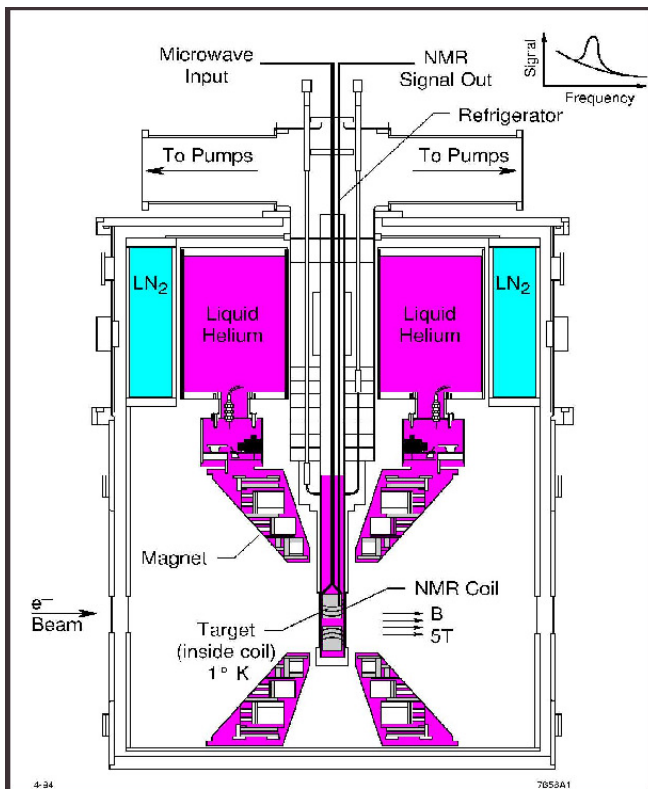 Microwave
Input
NMR
Signal Out
Signal
Frequency
Refrigerator
To Pumps
To Pumps
LN2
Liquid
Helium
Liquid
Helium
LN2
Magnet
NMR Coil
e–
Beam
Target
(inside coil)
1° K
B
5T
4-94
7656A1